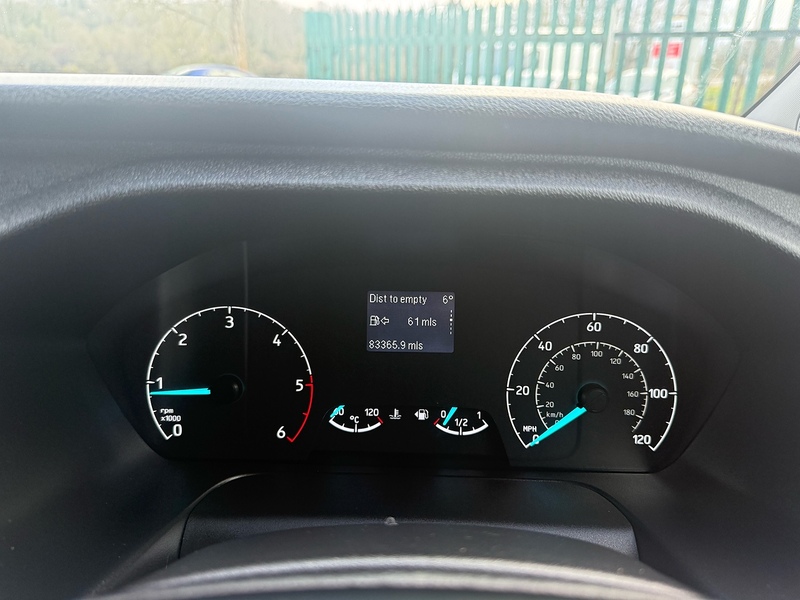 Dist to empty 6°
61 mls
83365.9 mls
0 1 2 3 4 5 6
rpm
x1000
60 120
°C
0 1/2 1
0 20 40 60 80 100 120
MPH
20 40 60 80 100 120 140 160 180
km/h